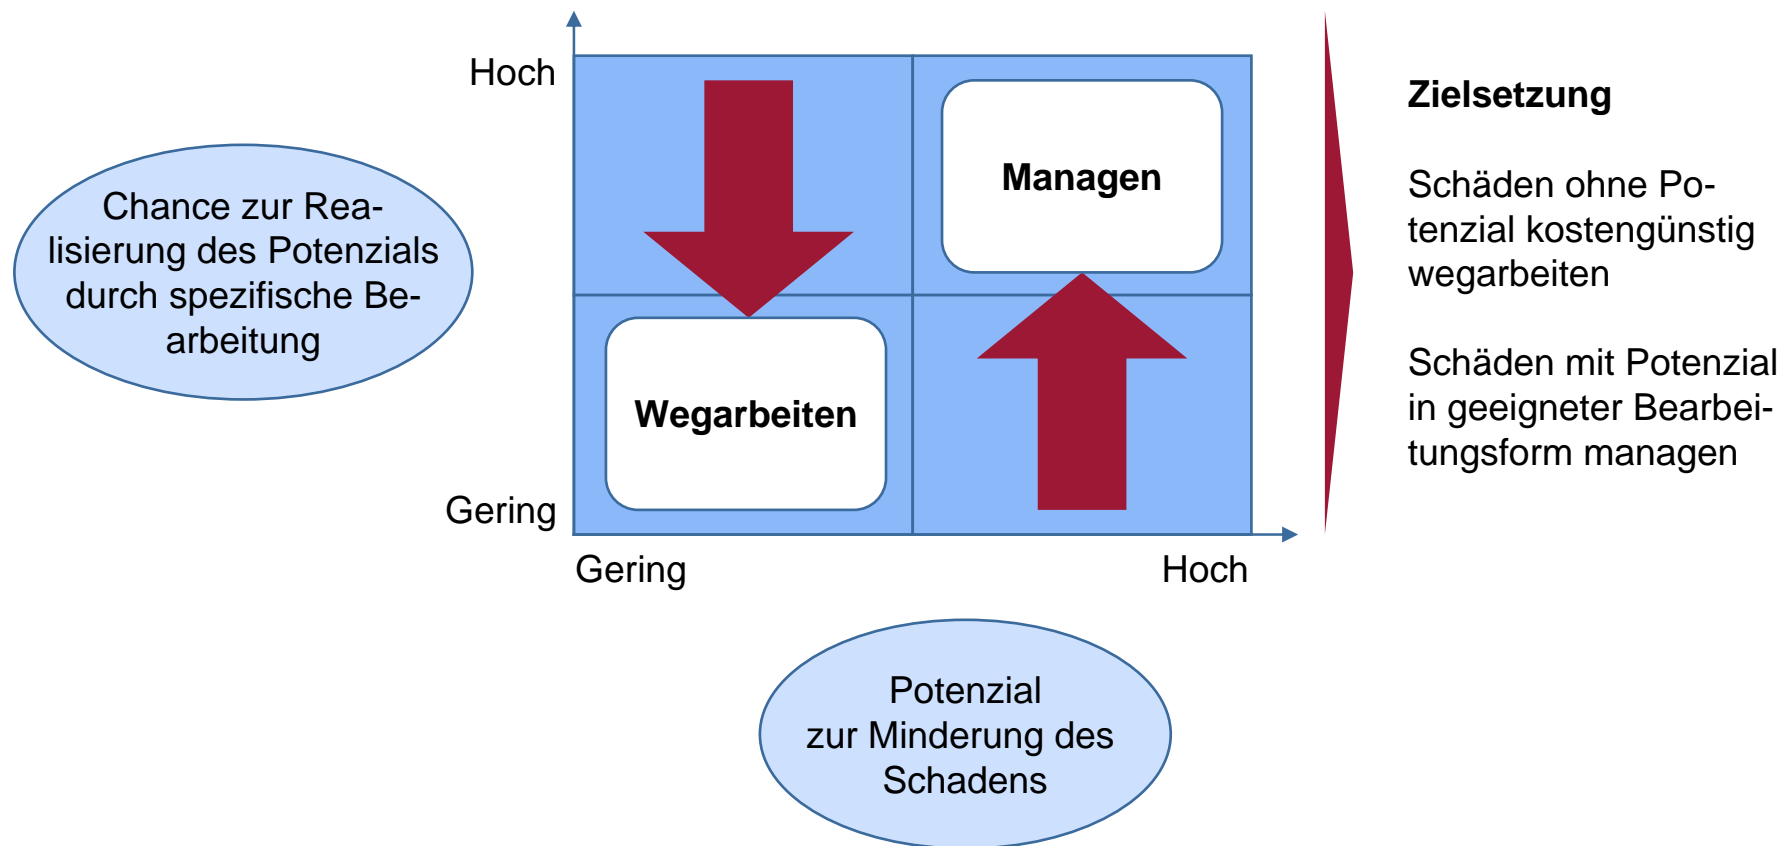 Hoch
Managen
Chance zur Rea-
lisierung des Potenzials
durch spezifische Be-
arbeitung
Wegarbeiten
Gering
Gering
Hoch
Potenzial
zur Minderung des
Schadens
Zielsetzung
Schäden ohne Po-
tenzial kostengünstig
wegarbeiten
Schäden mit Potenzial
in geeigneter Bearbei-
tungsform managen